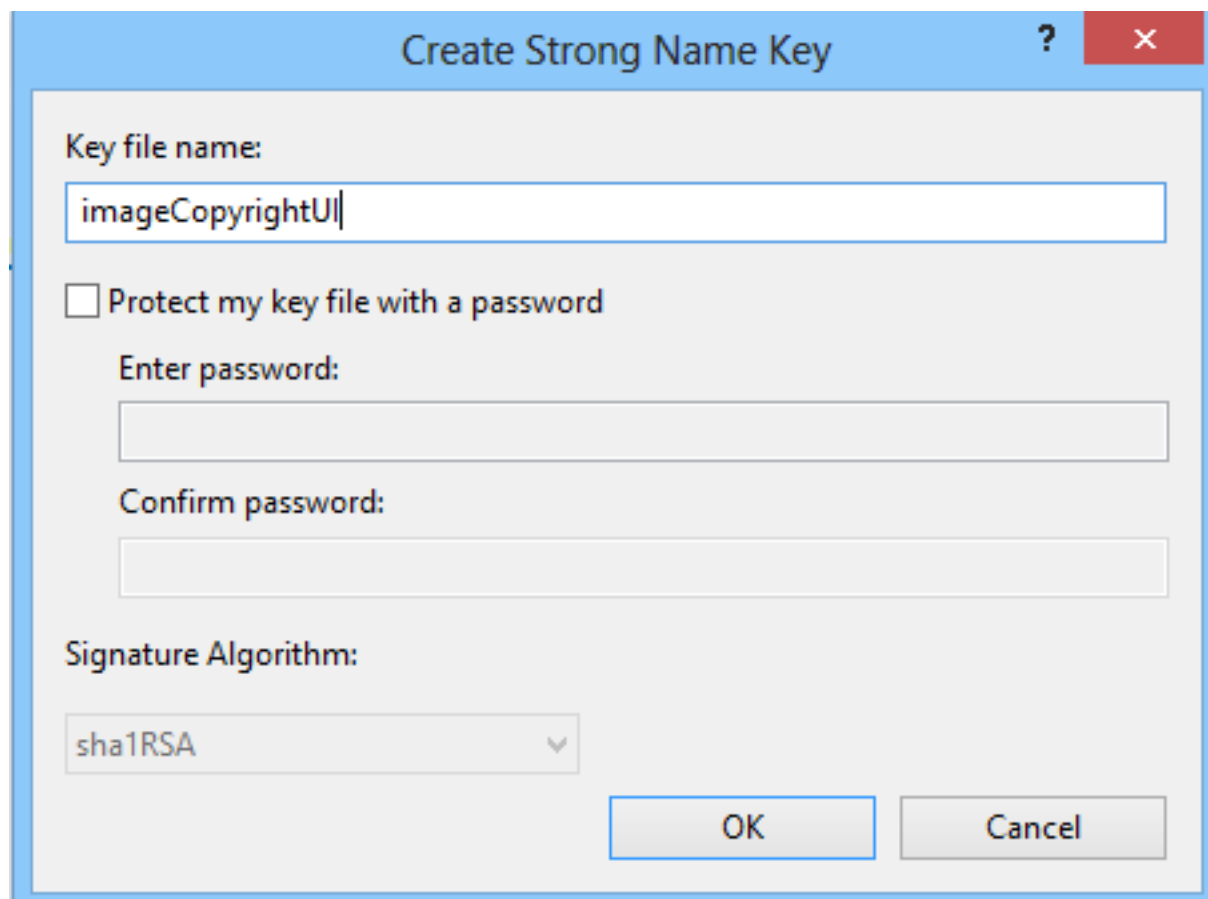 Create Strong Name Key
?
Key file name:
imageCopyrightUI
Protect my key file with a password
Enter password:
Confirm password:
Signature Algorithm:
sha1RSA
OK Cancel